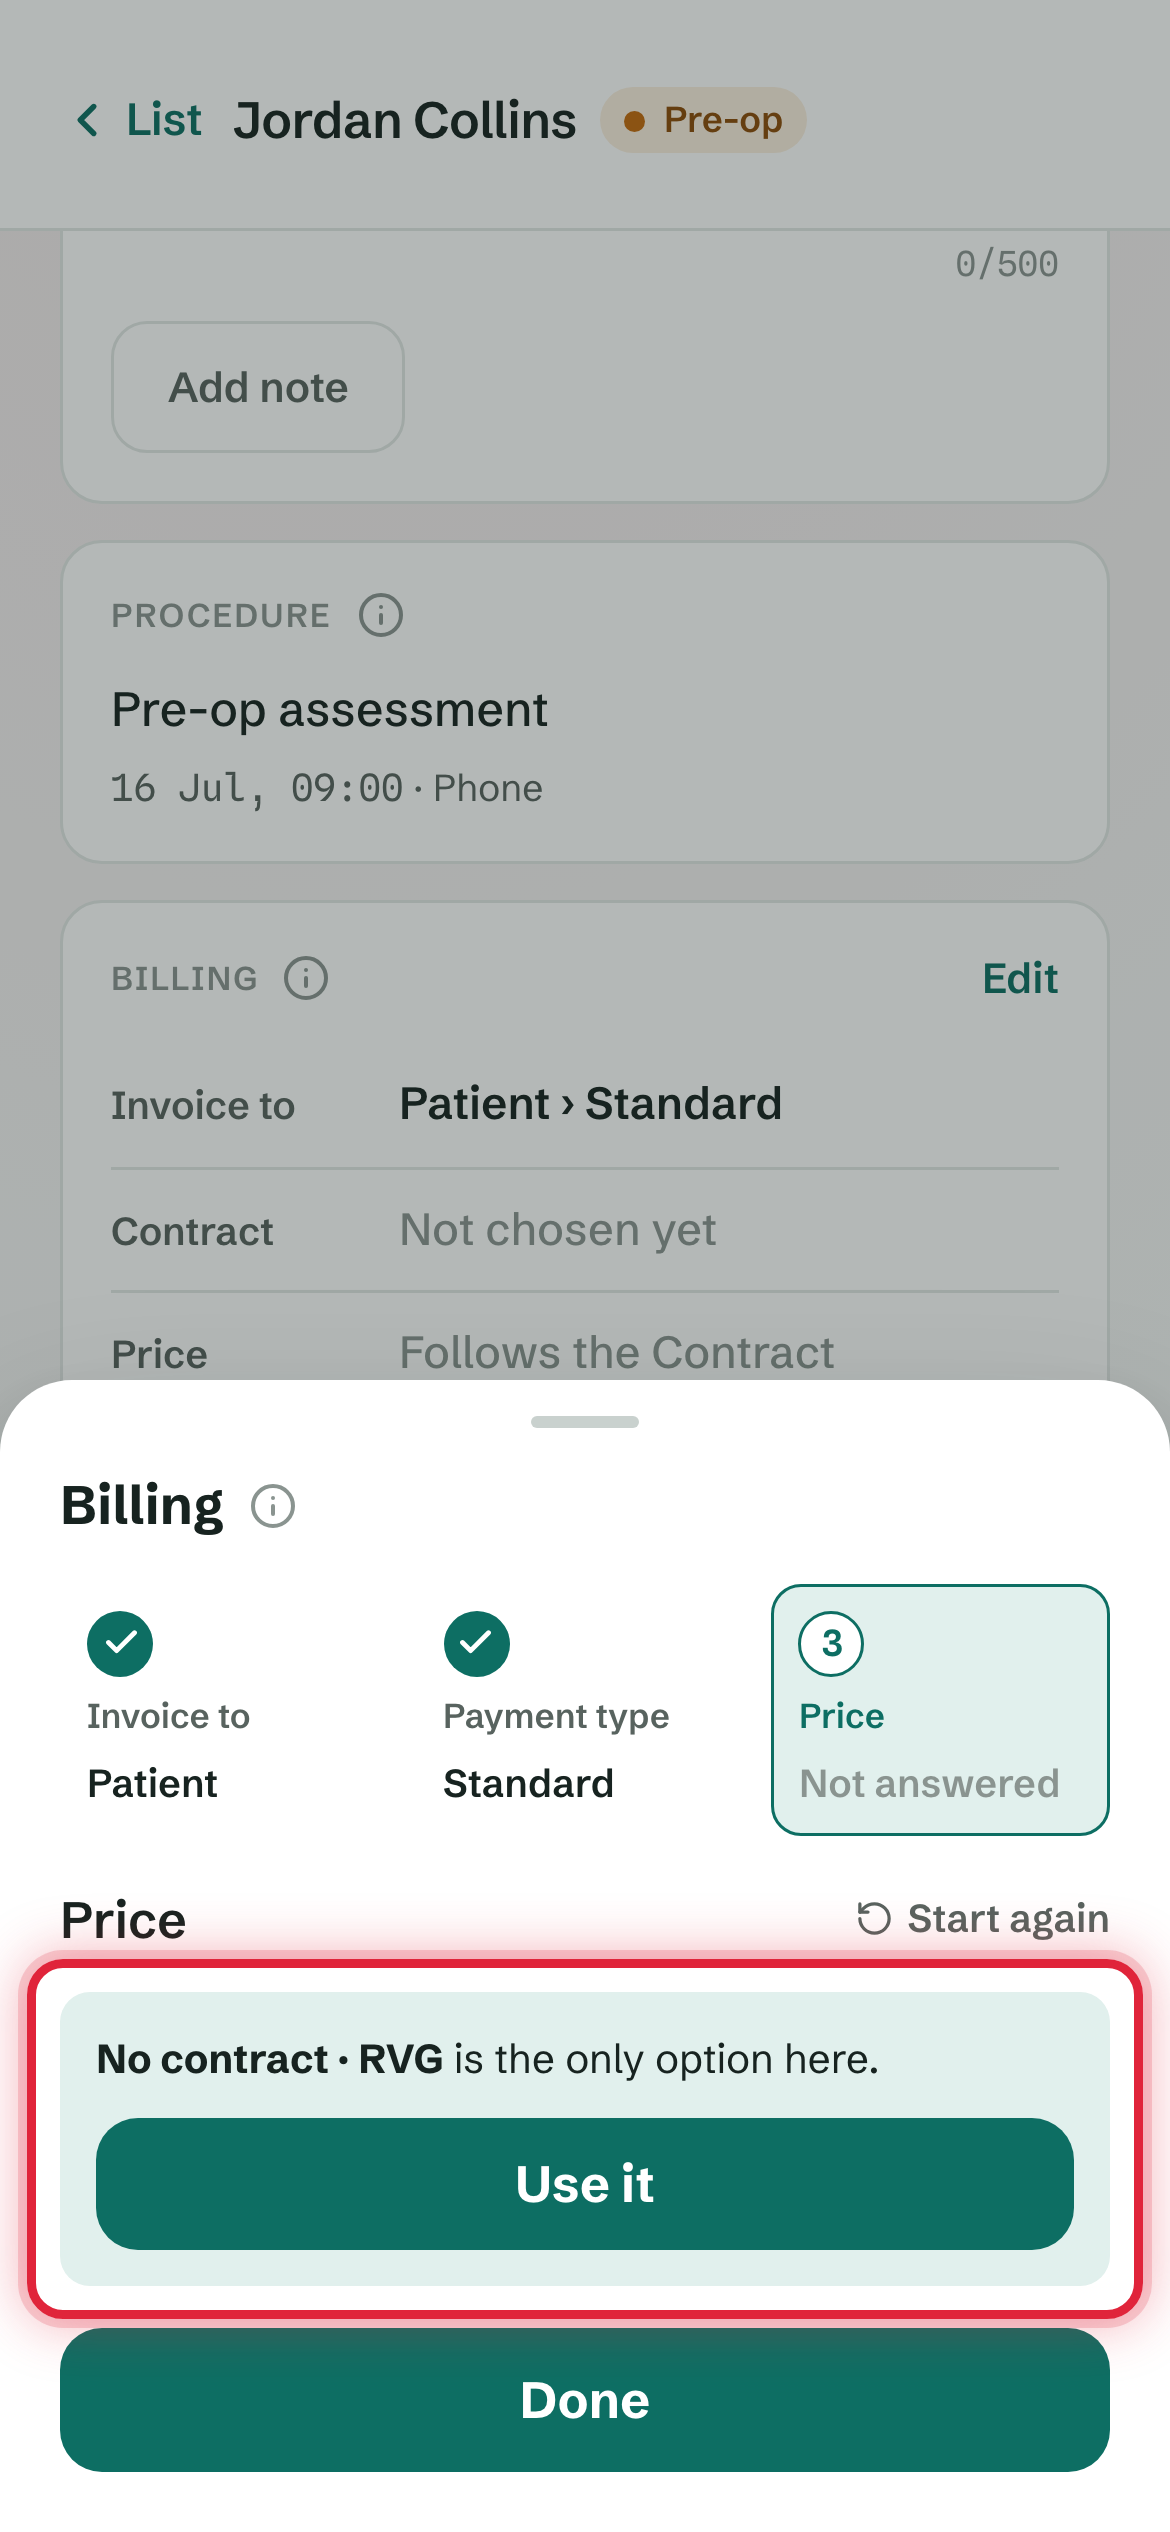 List Jordan Collins Pre-op
0/500
Add note
PROCEDURE
Pre-op assessment
16 Jul, 09:00 · Phone
BILLING Edit
Invoice to Patient › Standard
Contract Not chosen yet
Price Follows the Contract
Billing
3
Invoice to Payment type Price
Patient Standard Not answered
Price Start again
No contract · RVG is the only option here.
Use it
Done